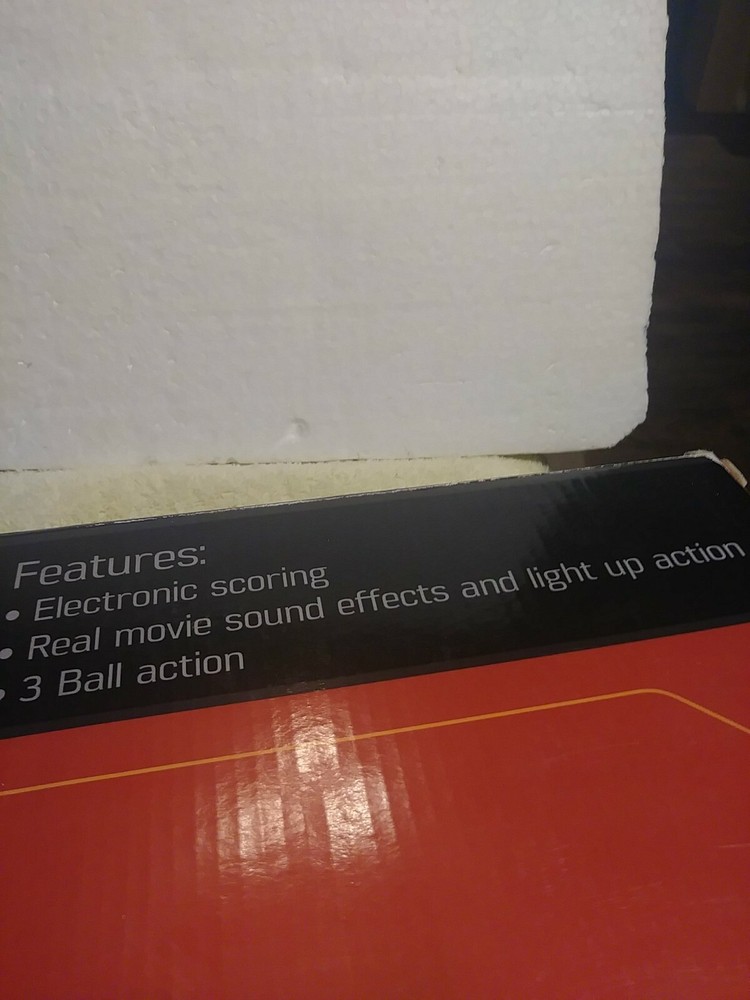 Features:
• Electronic scoring
• Real movie sound effects and light up action
• 3 Ball action